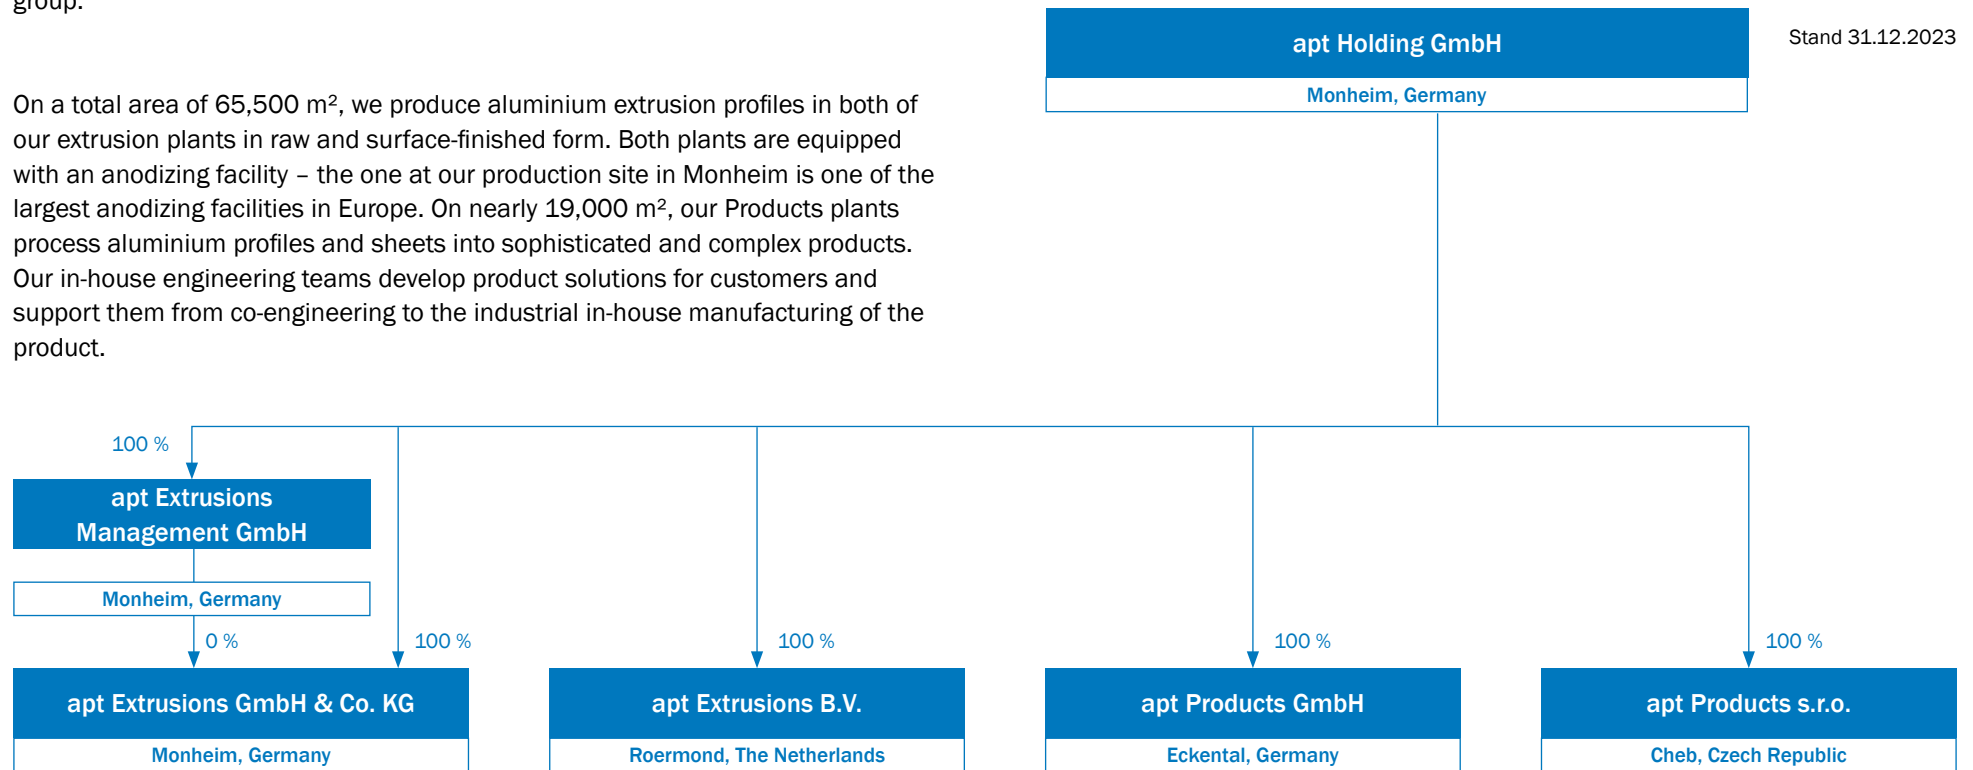 group.
On a total area of 65,500 m², we produce aluminium extrusion profiles in both of
our extrusion plants in raw and surface-finished form. Both plants are equipped
with an anodizing facility – the one at our production site in Monheim is one of the
largest anodizing facilities in Europe. On nearly 19,000 m², our Products plants
process aluminium profiles and sheets into sophisticated and complex products.
Our in-house engineering teams develop product solutions for customers and
support them from co-engineering to the industrial in-house manufacturing of the
product.
apt Holding GmbH
Monheim, Germany
Stand 31.12.2023
100 %
apt Extrusions
Management GmbH
Monheim, Germany
0 %
100 %
100 %
100 %
100 %
apt Extrusions GmbH & Co. KG
Monheim, Germany
apt Extrusions B.V.
Roermond, The Netherlands
apt Products GmbH
Eckental, Germany
apt Products s.r.o.
Cheb, Czech Republic